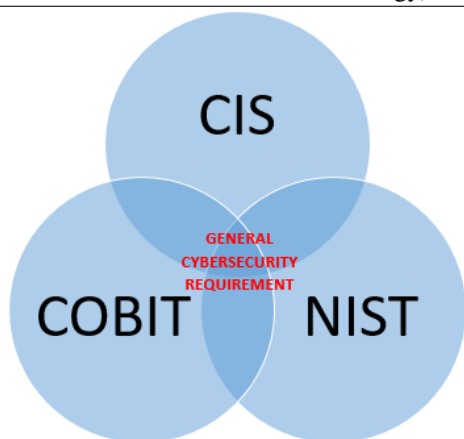 CIS
GENERAL
CYBERSECURITY
REQUIREMENT
COBIT
NIST